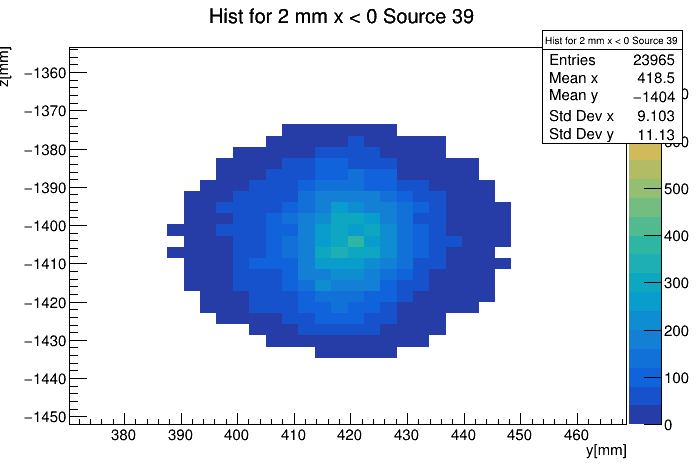 Hist for 2 mm x < 0 Source 39
z[mm]
Hist for 2 mm x < 0 Source 39
Entries 23965
Mean x 418.5
Mean y −1404
Std Dev x 9.103
Std Dev y 11.13
−1360
−1370
−1380
−1390
−1400
−1410
−1420
−1430
−1440
−1450
500
400
300
200
100
0
380 390 400 410 420 430 440 450 460
y[mm]